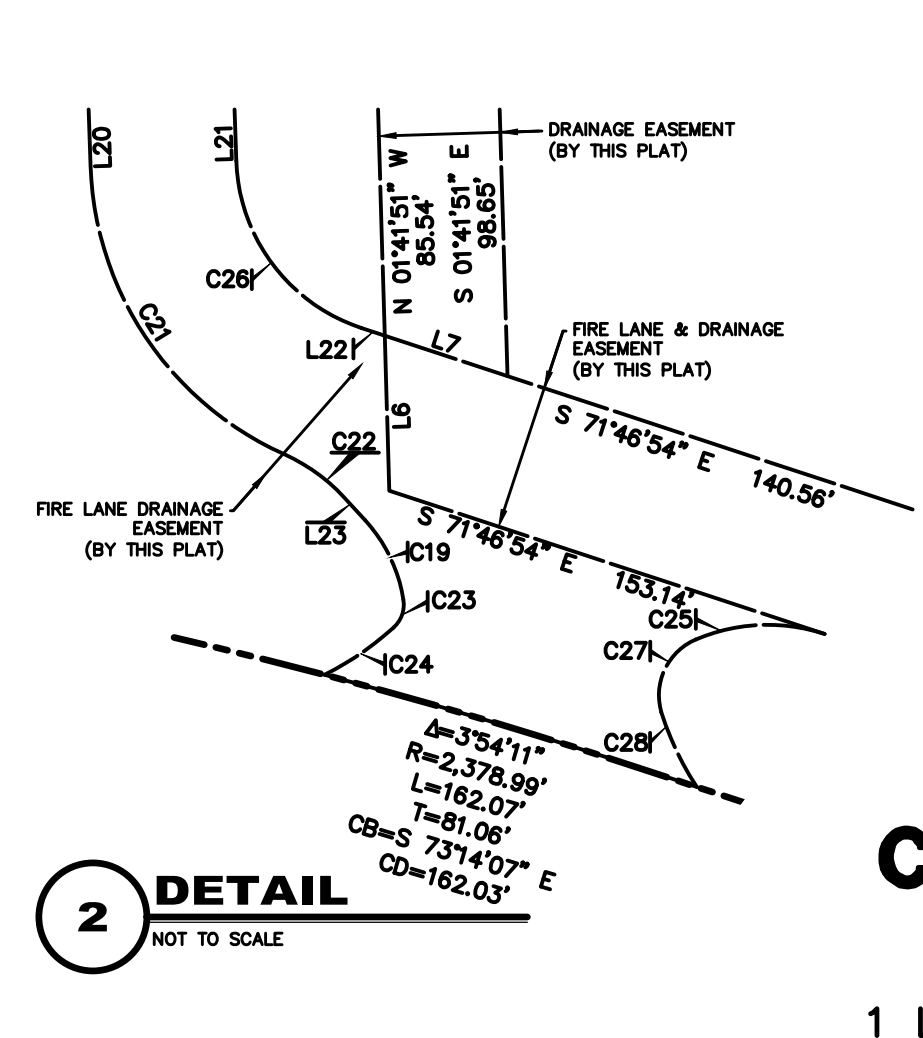 DRAINAGE EASEMENT
(BY THIS PLAT)
L20
L21
N 01°41'51" W
85.54'
S 01°41'51" E
98.65'
C26
C21
L22
L7
FIRE LANE & DRAINAGE
EASEMENT
(BY THIS PLAT)
L6
S 71°46'54" E 140.56'
C22
FIRE LANE DRAINAGE
EASEMENT
(BY THIS PLAT)
L23
S 71°46'54" E 153.14'
C19
C23
C25
C27
C24
C28
Δ=3°54'11"
R=2,378.99'
L=162.07'
T=81.06'
CB=S 73°14'07" E
CD=162.03'
2
DETAIL
NOT TO SCALE
C
1